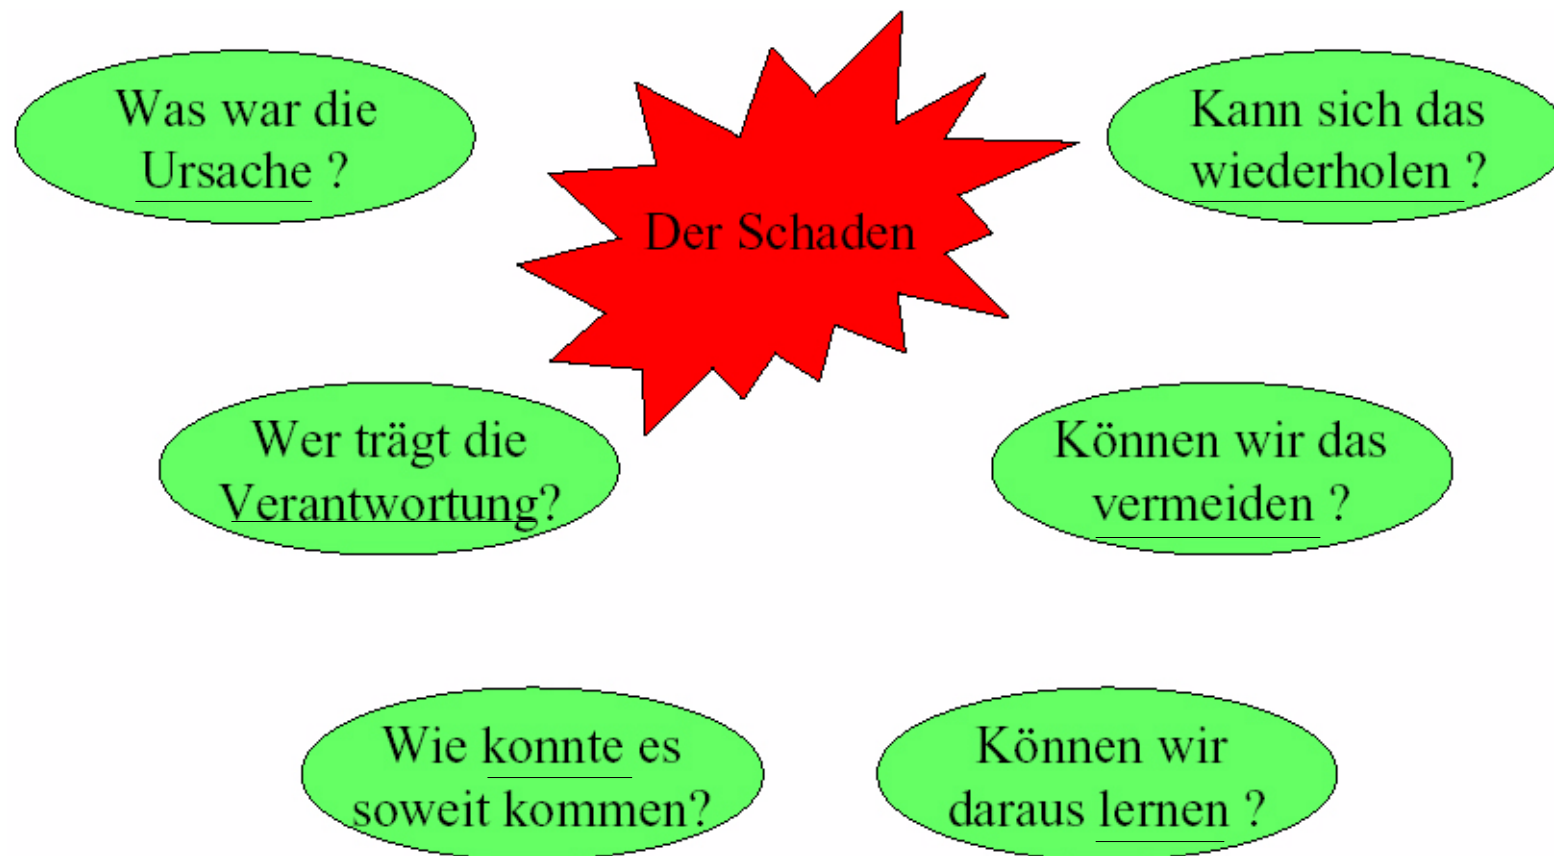 Was war die
Ursache ?
Der Schaden
Kann sich das
wiederholen ?
Wer trägt die
Verantwortung?
Können wir das
vermeiden ?
Wie konnte es
soweit kommen?
Können wir
daraus lernen ?